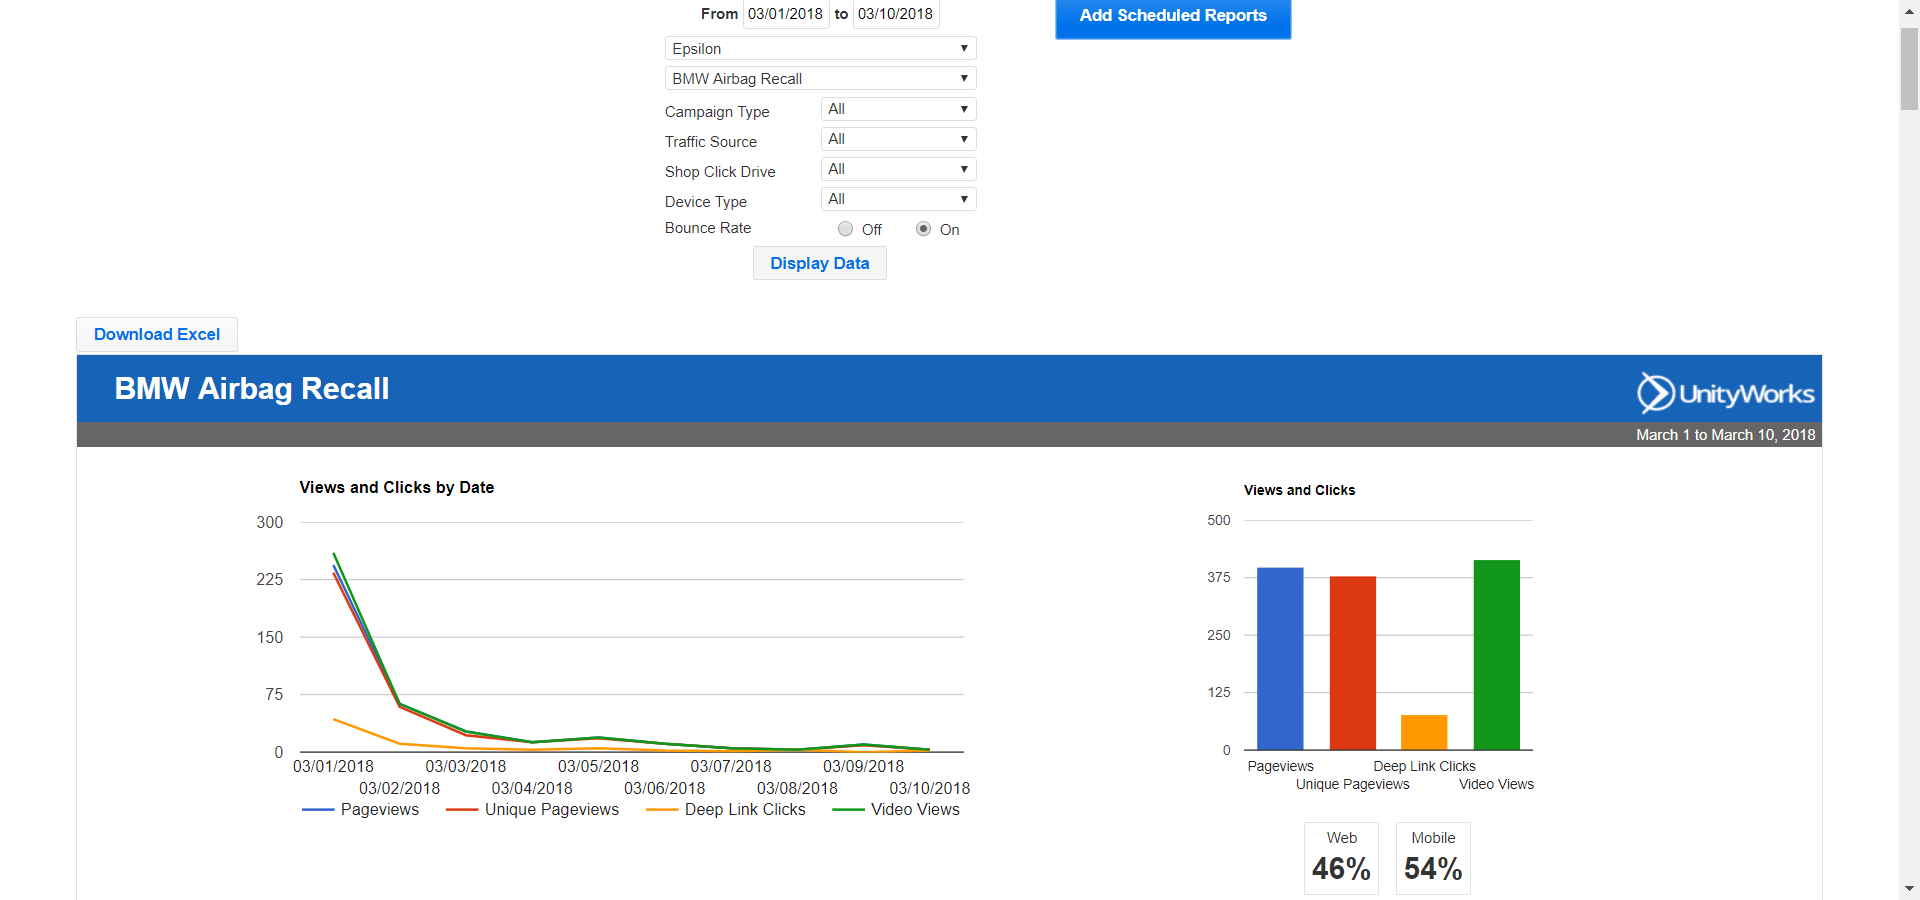 From 03/01/2018 to 03/10/2018
Add Scheduled Reports
Epsilon
BMW Airbag Recall
Campaign Type All
Traffic Source All
Shop Click Drive All
Device Type All
Bounce Rate Off On
Display Data
Download Excel
BMW Airbag Recall
UnityWorks
March 1 to March 10, 2018
Views and Clicks by Date
300
225
150
75
0
03/01/2018 03/03/2018 03/05/2018 03/07/2018 03/09/2018
03/02/2018 03/04/2018 03/06/2018 03/08/2018 03/10/2018
Pageviews Unique Pageviews Deep Link Clicks Video Views
Views and Clicks
500
375
250
125
0
Pageviews Deep Link Clicks
Unique Pageviews Video Views
Web Mobile
46% 54%